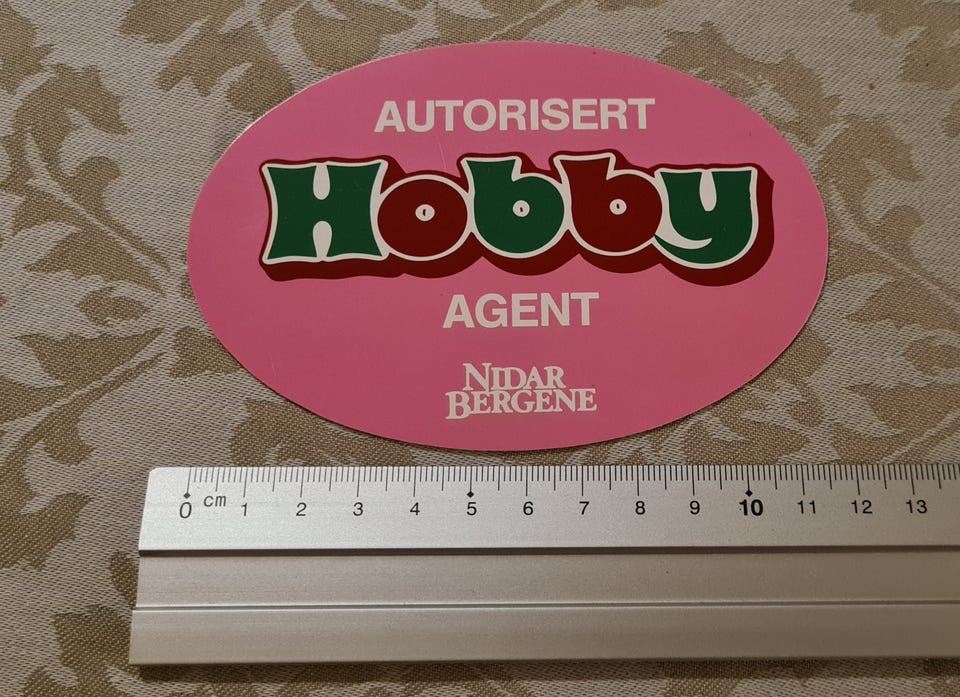 AUTORISERT
Hobby
AGENT
NIDAR
BERGENE
0 cm 1 2 3 4 5 6 7 8 9 10 11 12 13